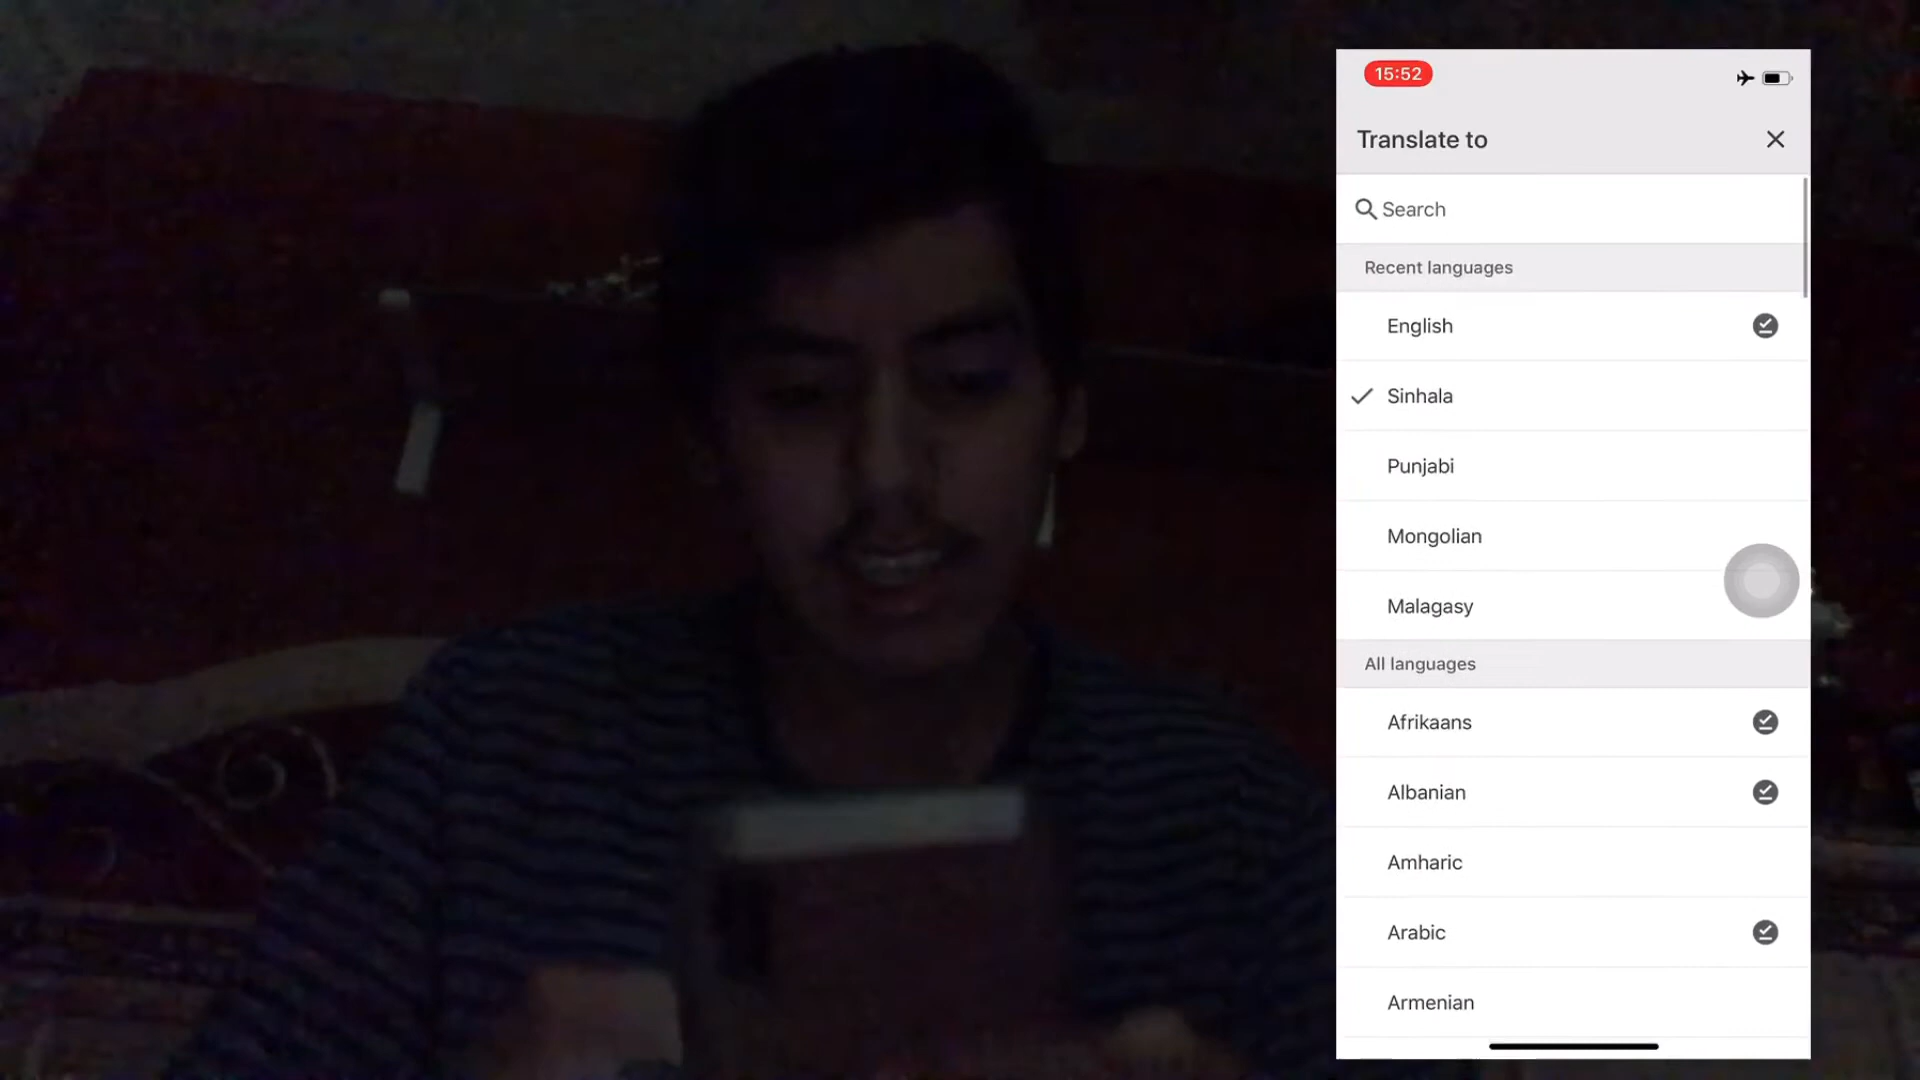 15:52
Translate to
Search
Recent languages
English
Sinhala
Punjabi
Mongolian
Malagasy
All languages
Afrikaans
Albanian
Amharic
Arabic
Armenian